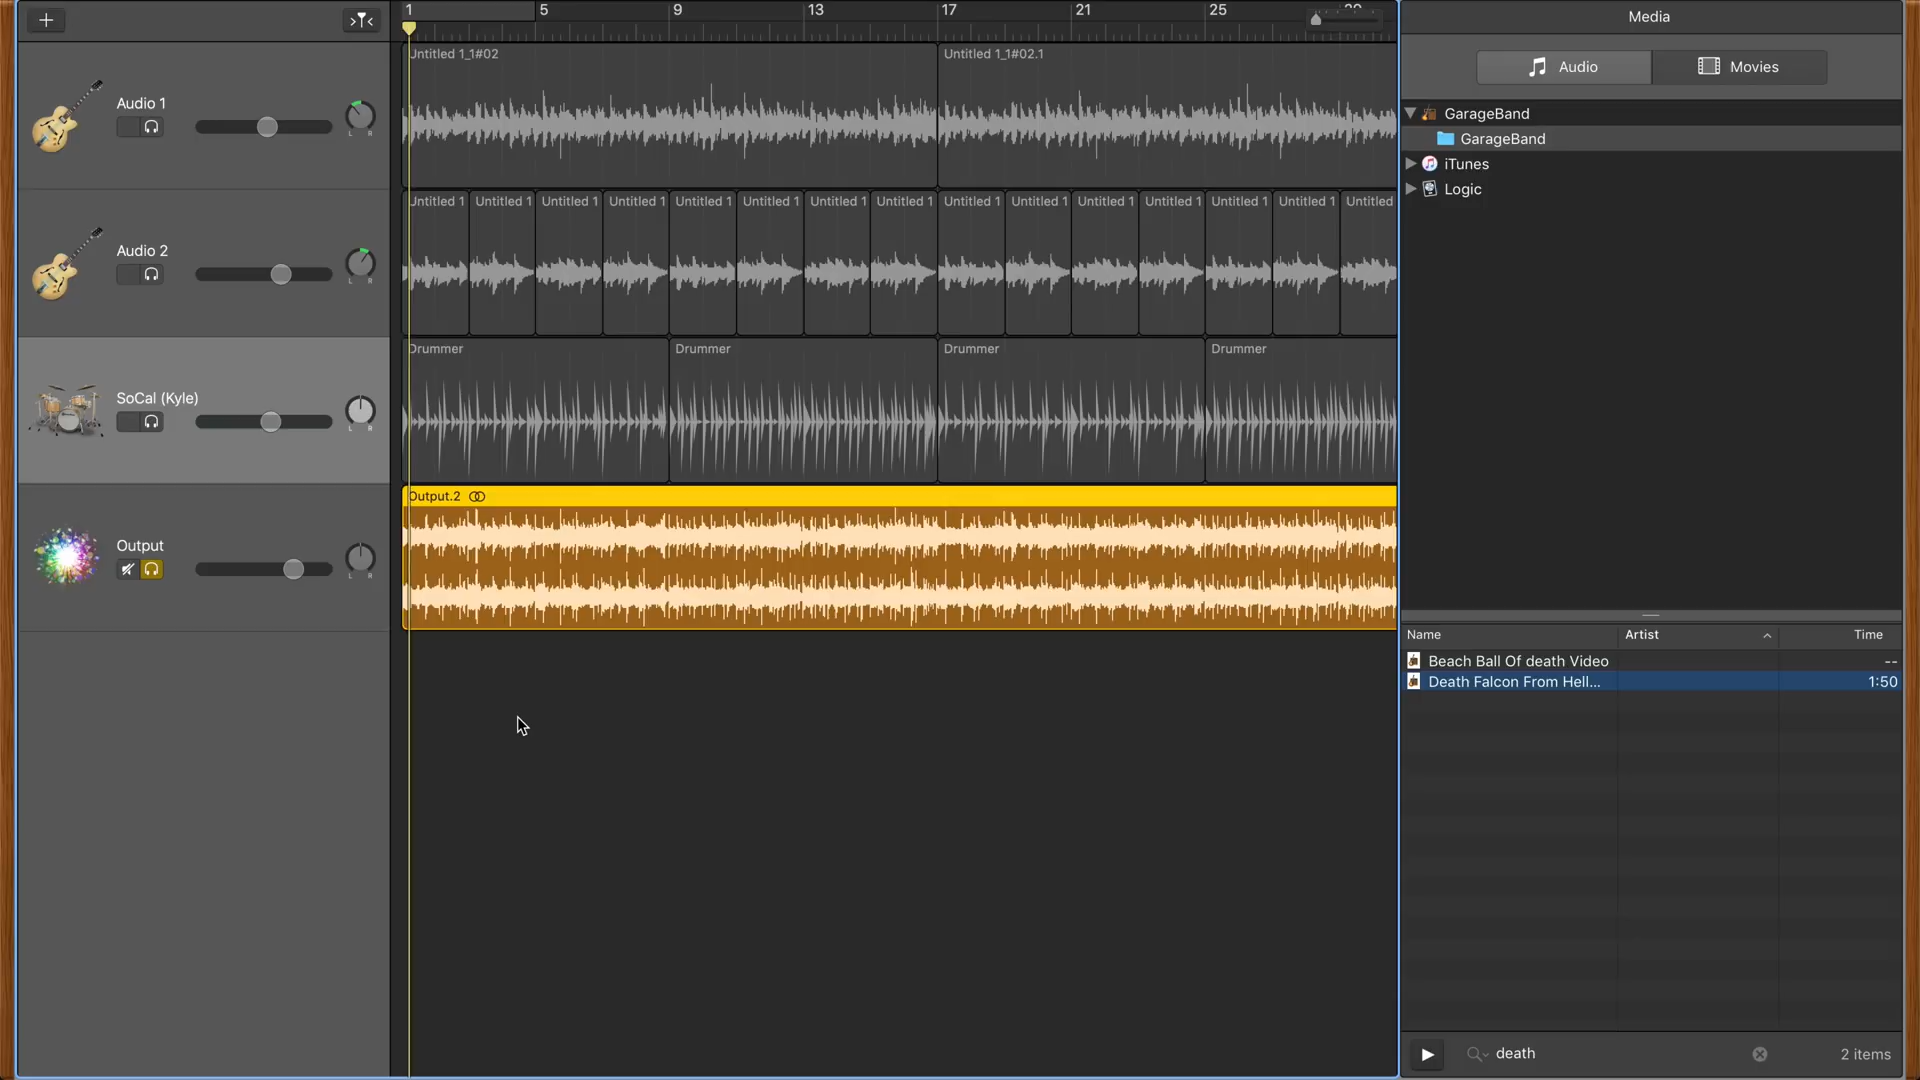 1 5 9 13 17 21 25
Media
Audio Movies
GarageBand
GarageBand
iTunes
Logic
Untitled 1_1#02 Untitled 1_1#02.1
Audio 1
L R
Untitled 1 Untitled 1 Untitled 1 Untitled 1 Untitled 1 Untitled 1 Untitled 1 Untitled 1 Untitled 1 Untitled 1 Untitled 1 Untitled 1 Untitled 1 Untitled 1 Untitled
Audio 2
L R
Drummer Drummer Drummer Drummer
SoCal (Kyle)
L R
Output.2
Output
L R
Name Artist Time
Beach Ball Of death Video --
Death Falcon From Hell... 1:50
death 2 items